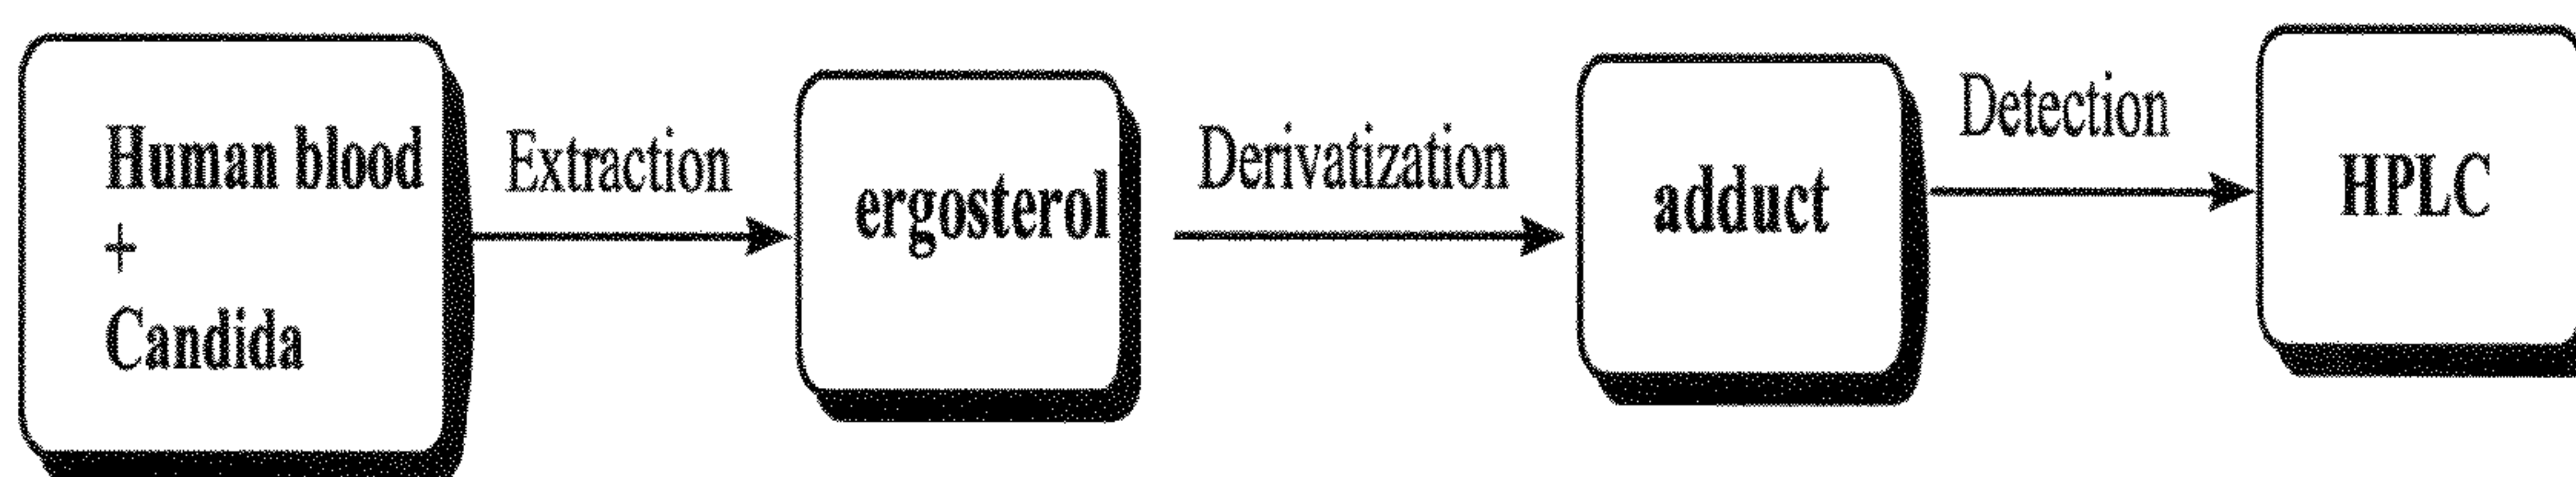 Human blood
+
Candida
Extraction
ergosterol
Derivatization
adduct
Detection
HPLC